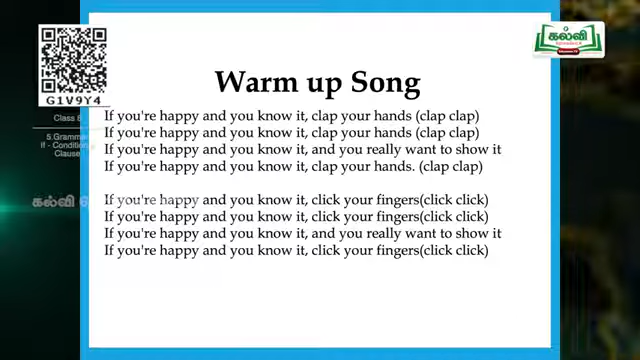 கல்வி
G1V9Y4
Warm up Song
Class 6
5.Grammar
If - Condition
Clause
If you're happy and you know it, clap your hands (clap clap)
If you're happy and you know it, clap your hands (clap clap)
If you're happy and you know it, and you really want to show it
If you're happy and you know it, clap your hands. (clap clap)
If you're happy and you know it, click your fingers(click click)
If you're happy and you know it, click your fingers(click click)
If you're happy and you know it, and you really want to show it
If you're happy and you know it, click your fingers(click click)
கல்வி